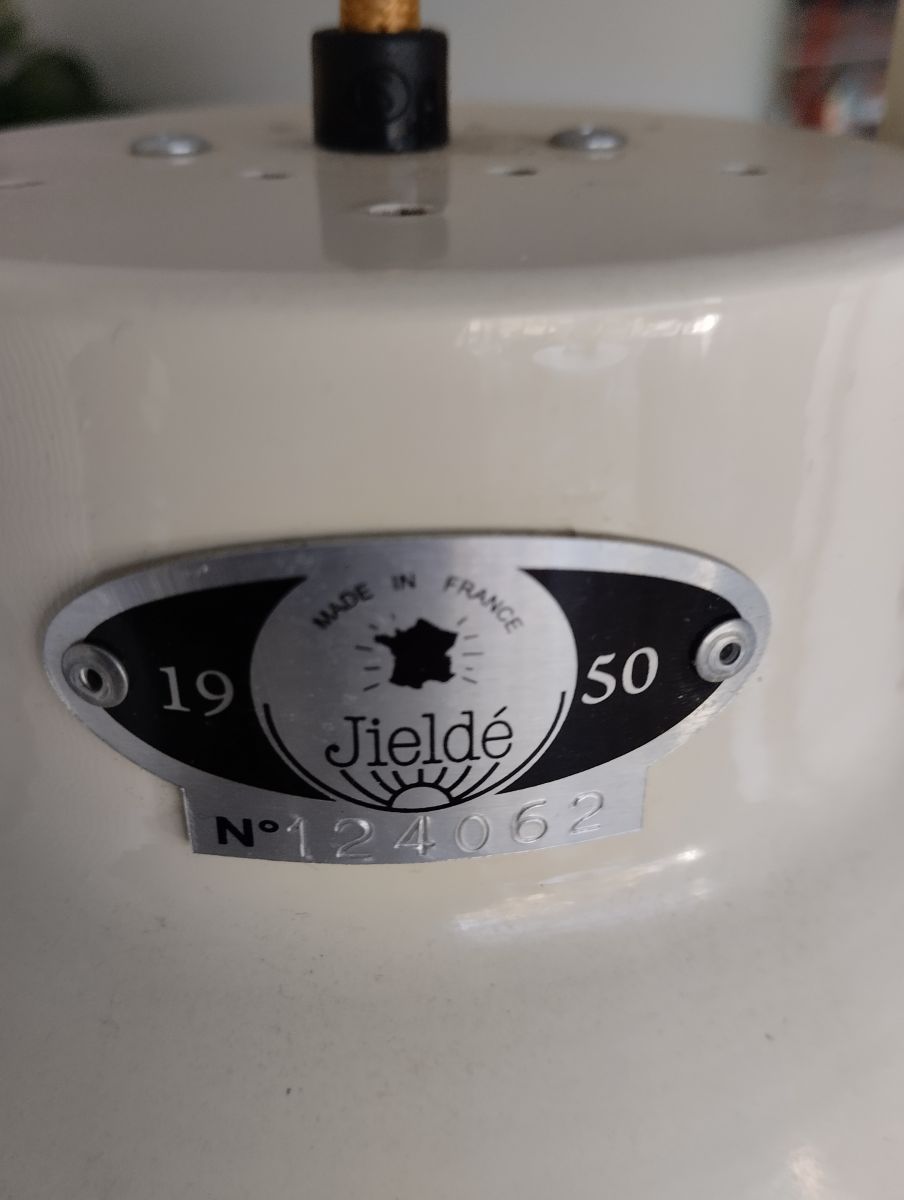 MADE IN FRANCE
19 50
Jieldé
N° 124062